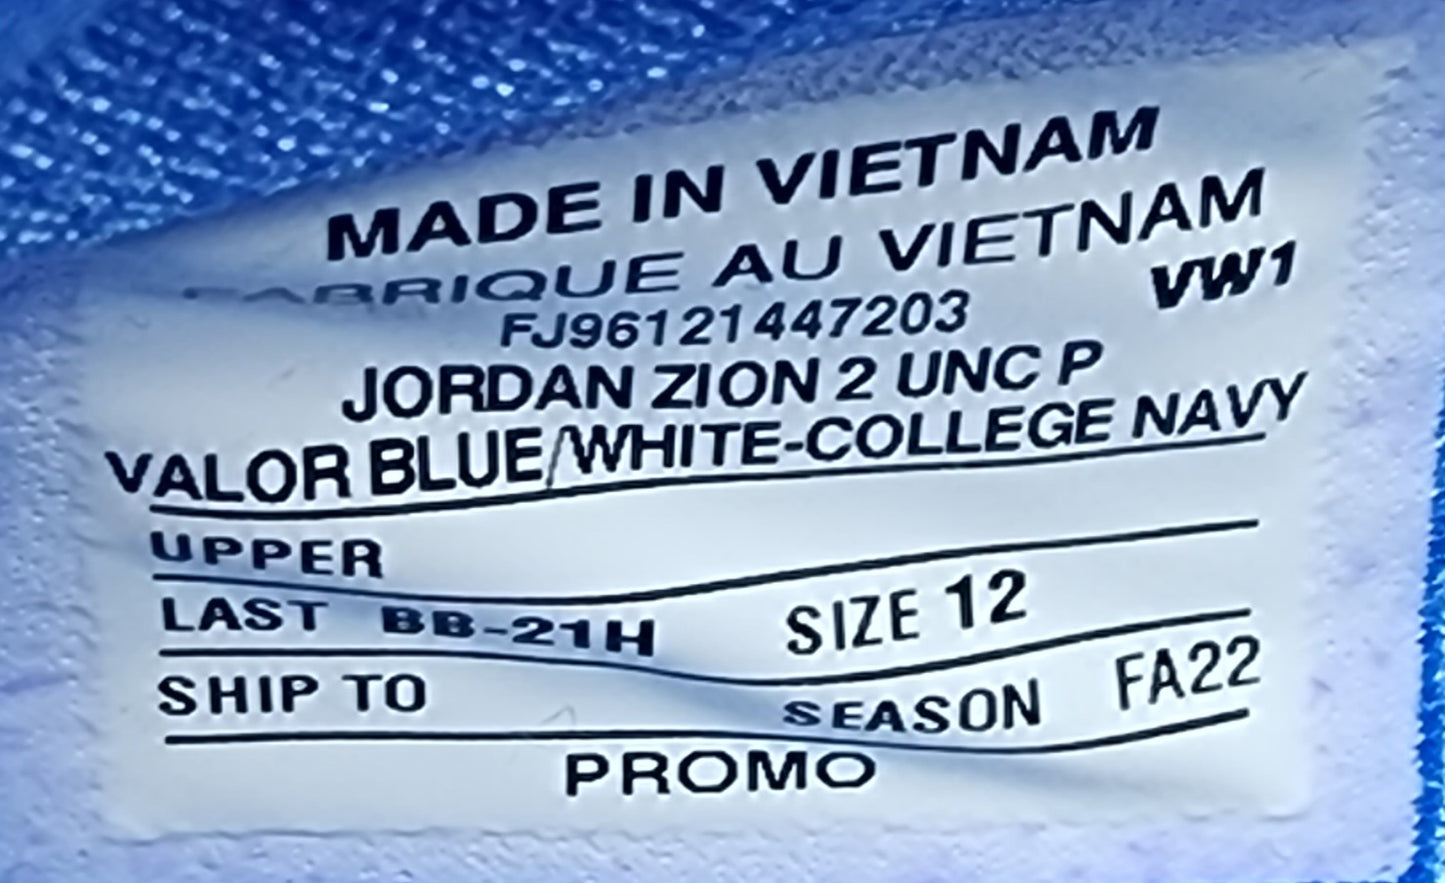 MADE IN VIETNAM
FABRIQUE AU VIETNAM
VW1
FJ96121447203
JORDAN ZION 2 UNC P
VALOR BLUE/WHITE-COLLEGE NAVY
UPPER
LAST BB-21H SIZE 12
SHIP TO SEASON FA22
PROMO